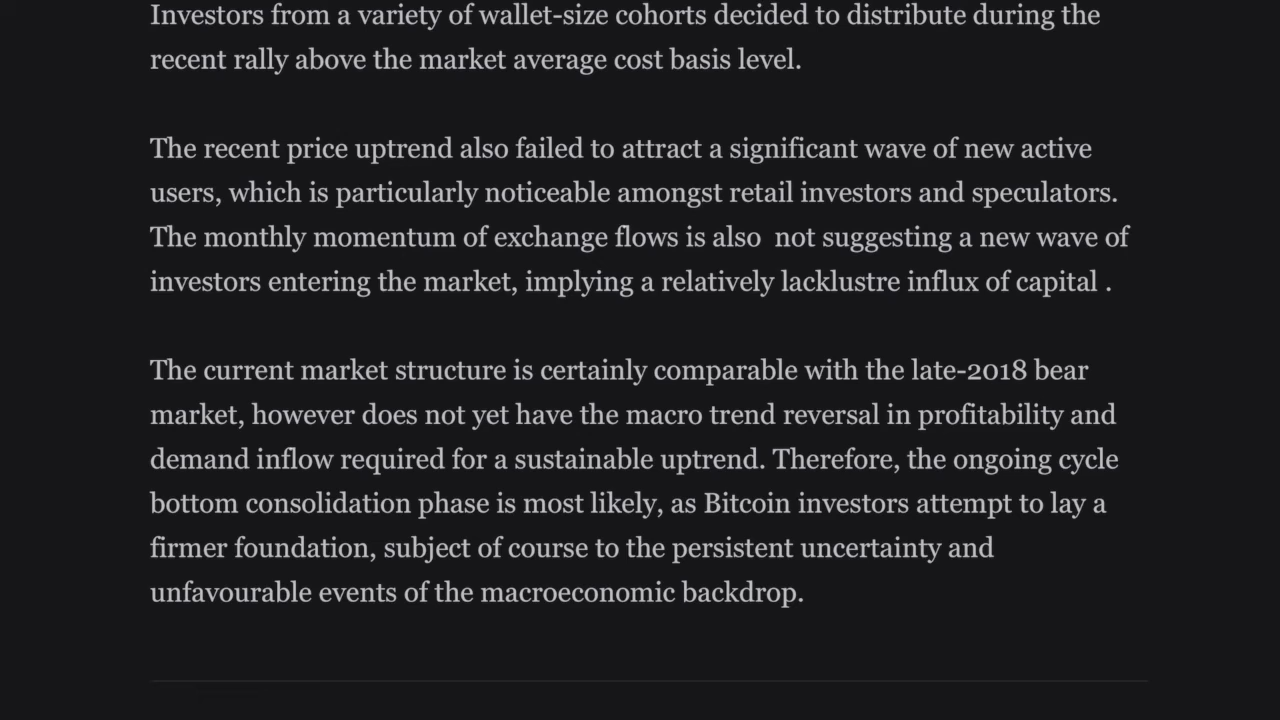 Investors from a variety of wallet-size cohorts decided to distribute during the
recent rally above the market average cost basis level.
The recent price uptrend also failed to attract a significant wave of new active
users, which is particularly noticeable amongst retail investors and speculators.
The monthly momentum of exchange flows is also  not suggesting a new wave of
investors entering the market, implying a relatively lacklustre influx of capital .
The current market structure is certainly comparable with the late-2018 bear
market, however does not yet have the macro trend reversal in profitability and
demand inflow required for a sustainable uptrend. Therefore, the ongoing cycle
bottom consolidation phase is most likely, as Bitcoin investors attempt to lay a
firmer foundation, subject of course to the persistent uncertainty and
unfavourable events of the macroeconomic backdrop.